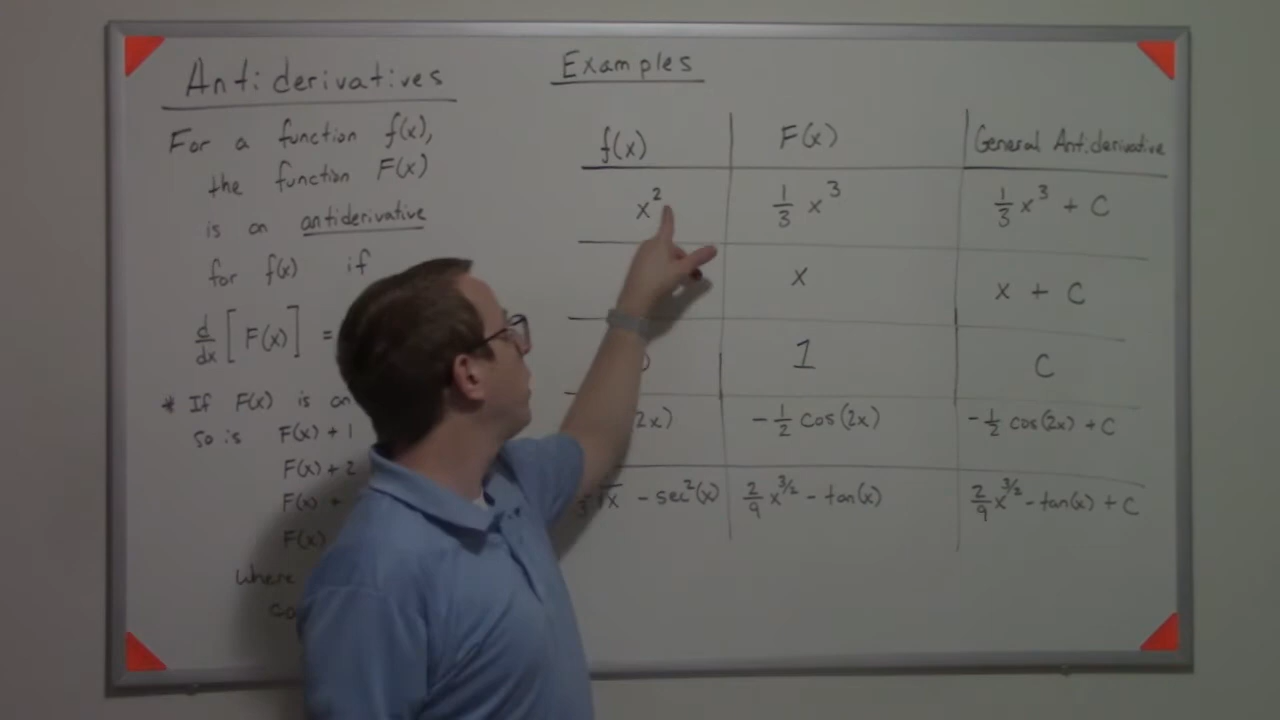 Antiderivatives
For a function f(x),
the function F(x)
is an antiderivative
for f(x) if
d/dx [F(x)] =
* If F(x) is an
so is F(x) + 1
F(x) + 2
F(x) +
F(x)
where
Examples
f(x) F(x) General Antiderivative
x² 1/3 x³ 1/3 x³ + C
x x + C
1 C
2x) -1/2 cos(2x) -1/2 cos(2x) + C
√x - sec²(x) 2/9 x^3/2 - tan(x) 2/9 x^3/2 - tan(x) + C